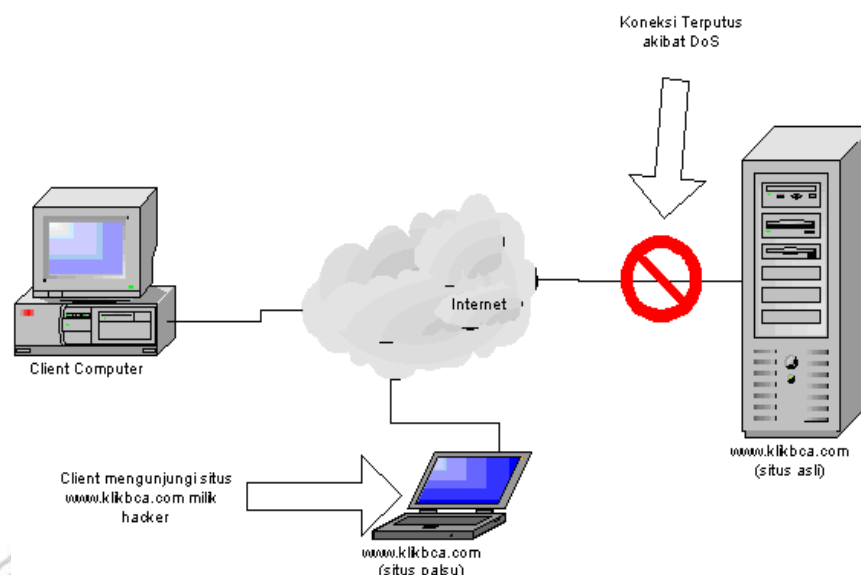 Koneksi Terputus
akibat DoS
Internet
Client Computer
www.klikbca.com
(situs asli)
Client mengunjungi situs
www.klikbca.com milik
hacker
www.klikbca.com
(situs palsu)